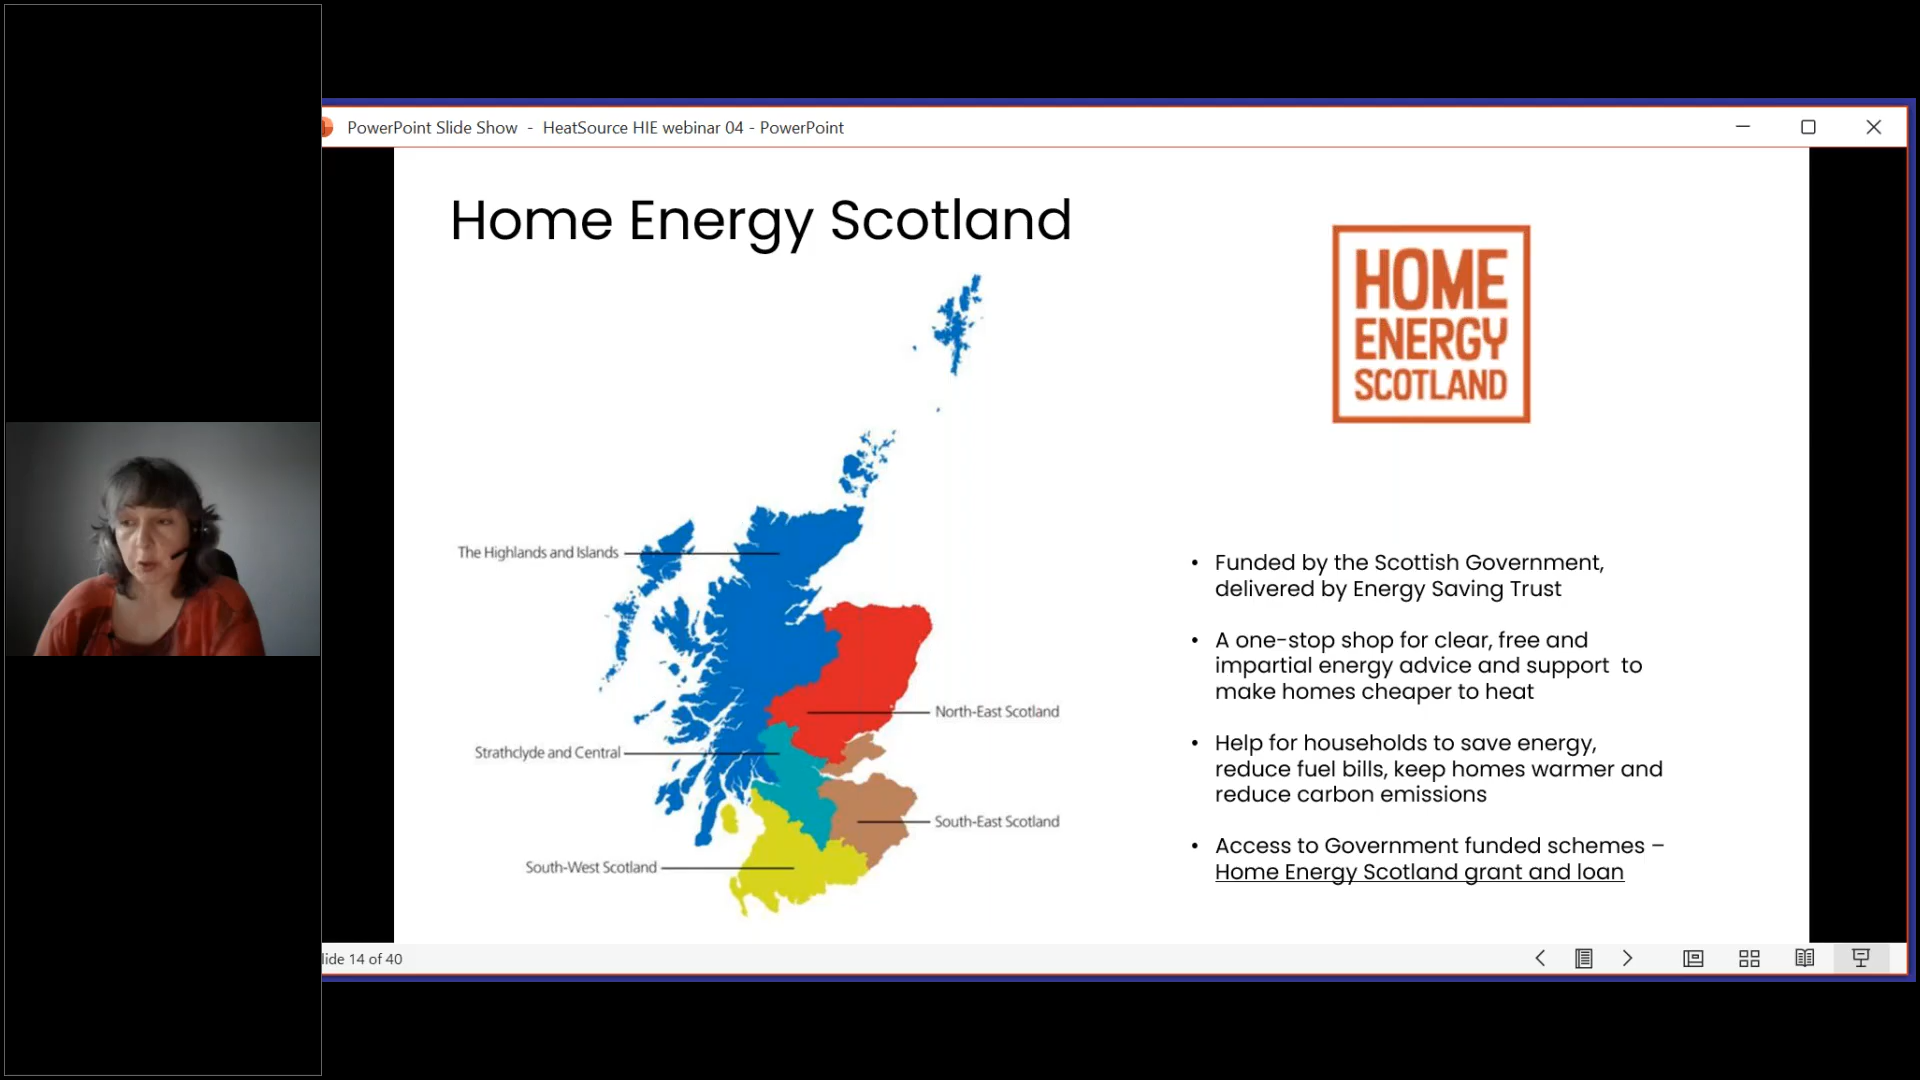 PowerPoint Slide Show - HeatSource HIE webinar 04 - PowerPoint
Home Energy Scotland
HOME
ENERGY
SCOTLAND
The Highlands and Islands
North-East Scotland
Strathclyde and Central
South-East Scotland
South-West Scotland
• Funded by the Scottish Government,
delivered by Energy Saving Trust
• A one-stop shop for clear, free and
impartial energy advice and support to
make homes cheaper to heat
• Help for households to save energy,
reduce fuel bills, keep homes warmer and
reduce carbon emissions
• Access to Government funded schemes –
Home Energy Scotland grant and loan
lide 14 of 40